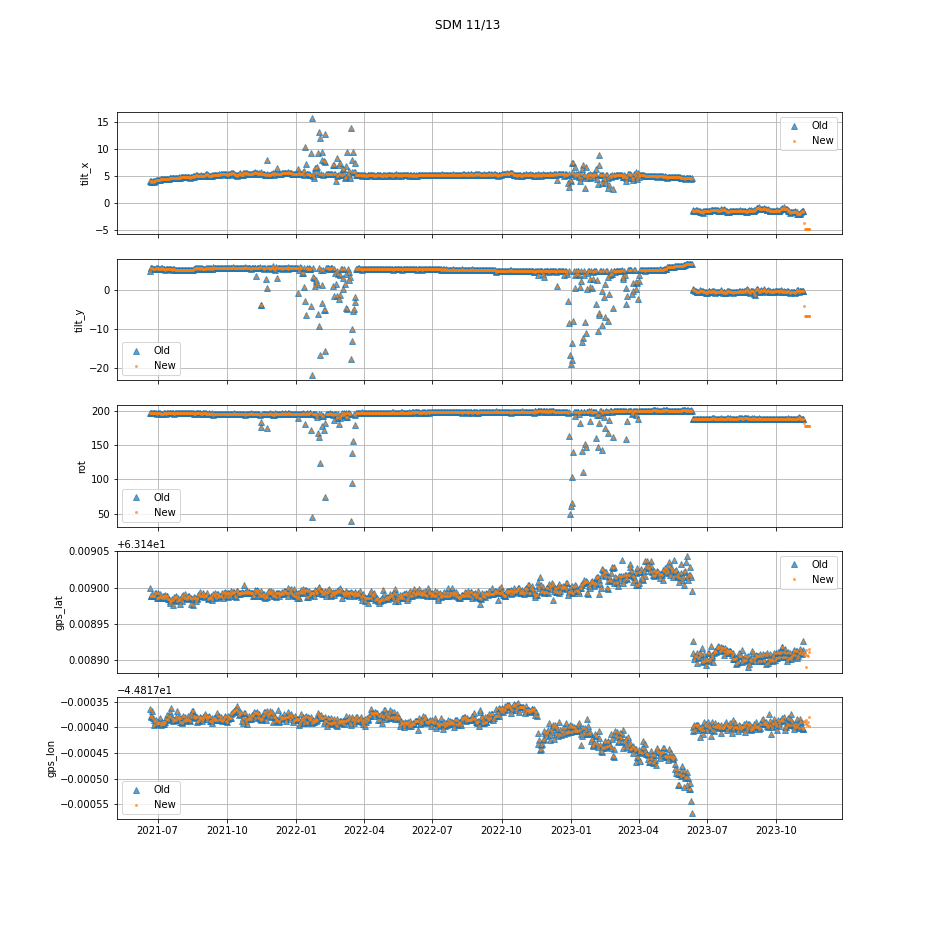 SDM 11/13
15
10
5
0
−5
tilt_x
Old
New
0
−10
−20
tilt_y
Old
New
200
150
100
50
rot
Old
New
+6.314e1
0.00905
0.00900
0.00895
0.00890
gps_lat
Old
New
−4.4817e1
−0.00035
−0.00040
−0.00045
−0.00050
−0.00055
gps_lon
Old
New
2021-07 2021-10 2022-01 2022-04 2022-07 2022-10 2023-01 2023-04 2023-07 2023-10